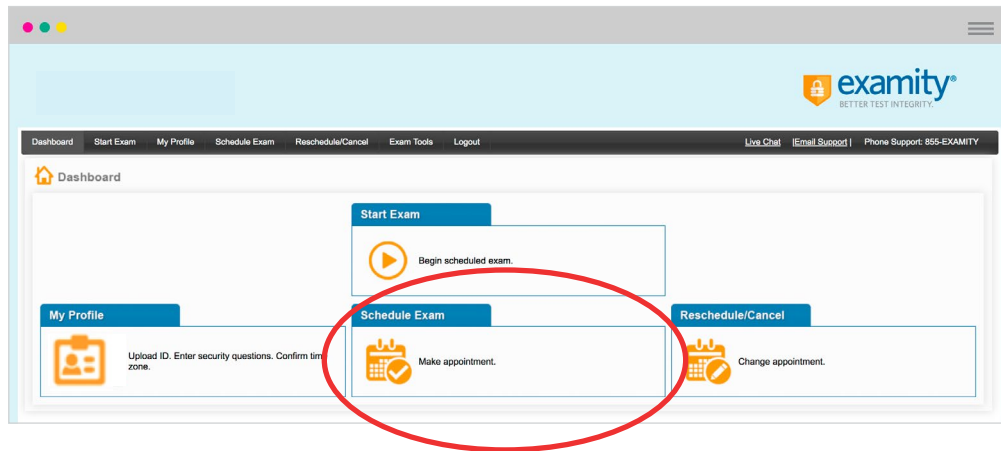 examity®
BETTER TEST INTEGRITY.
Dashboard Start Exam My Profile Schedule Exam Reschedule/Cancel Exam Tools Logout Live Chat |Email Support| Phone Support: 855-EXAMITY
Dashboard
Start Exam
Begin scheduled exam.
My Profile
Upload ID. Enter security questions. Confirm tim
zone.
Schedule Exam
Make appointment.
Reschedule/Cancel
Change appointment.